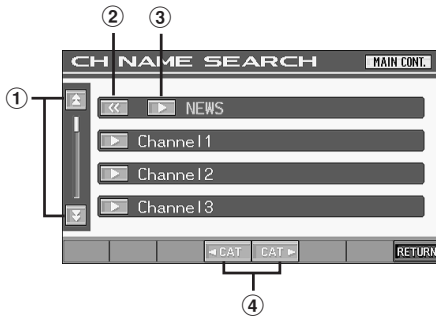 ② ③
CH NAME SEARCH MAIN CONT.
①
NEWS
Channel1
Channel2
Channel3
◄CAT CAT► RETURN
④